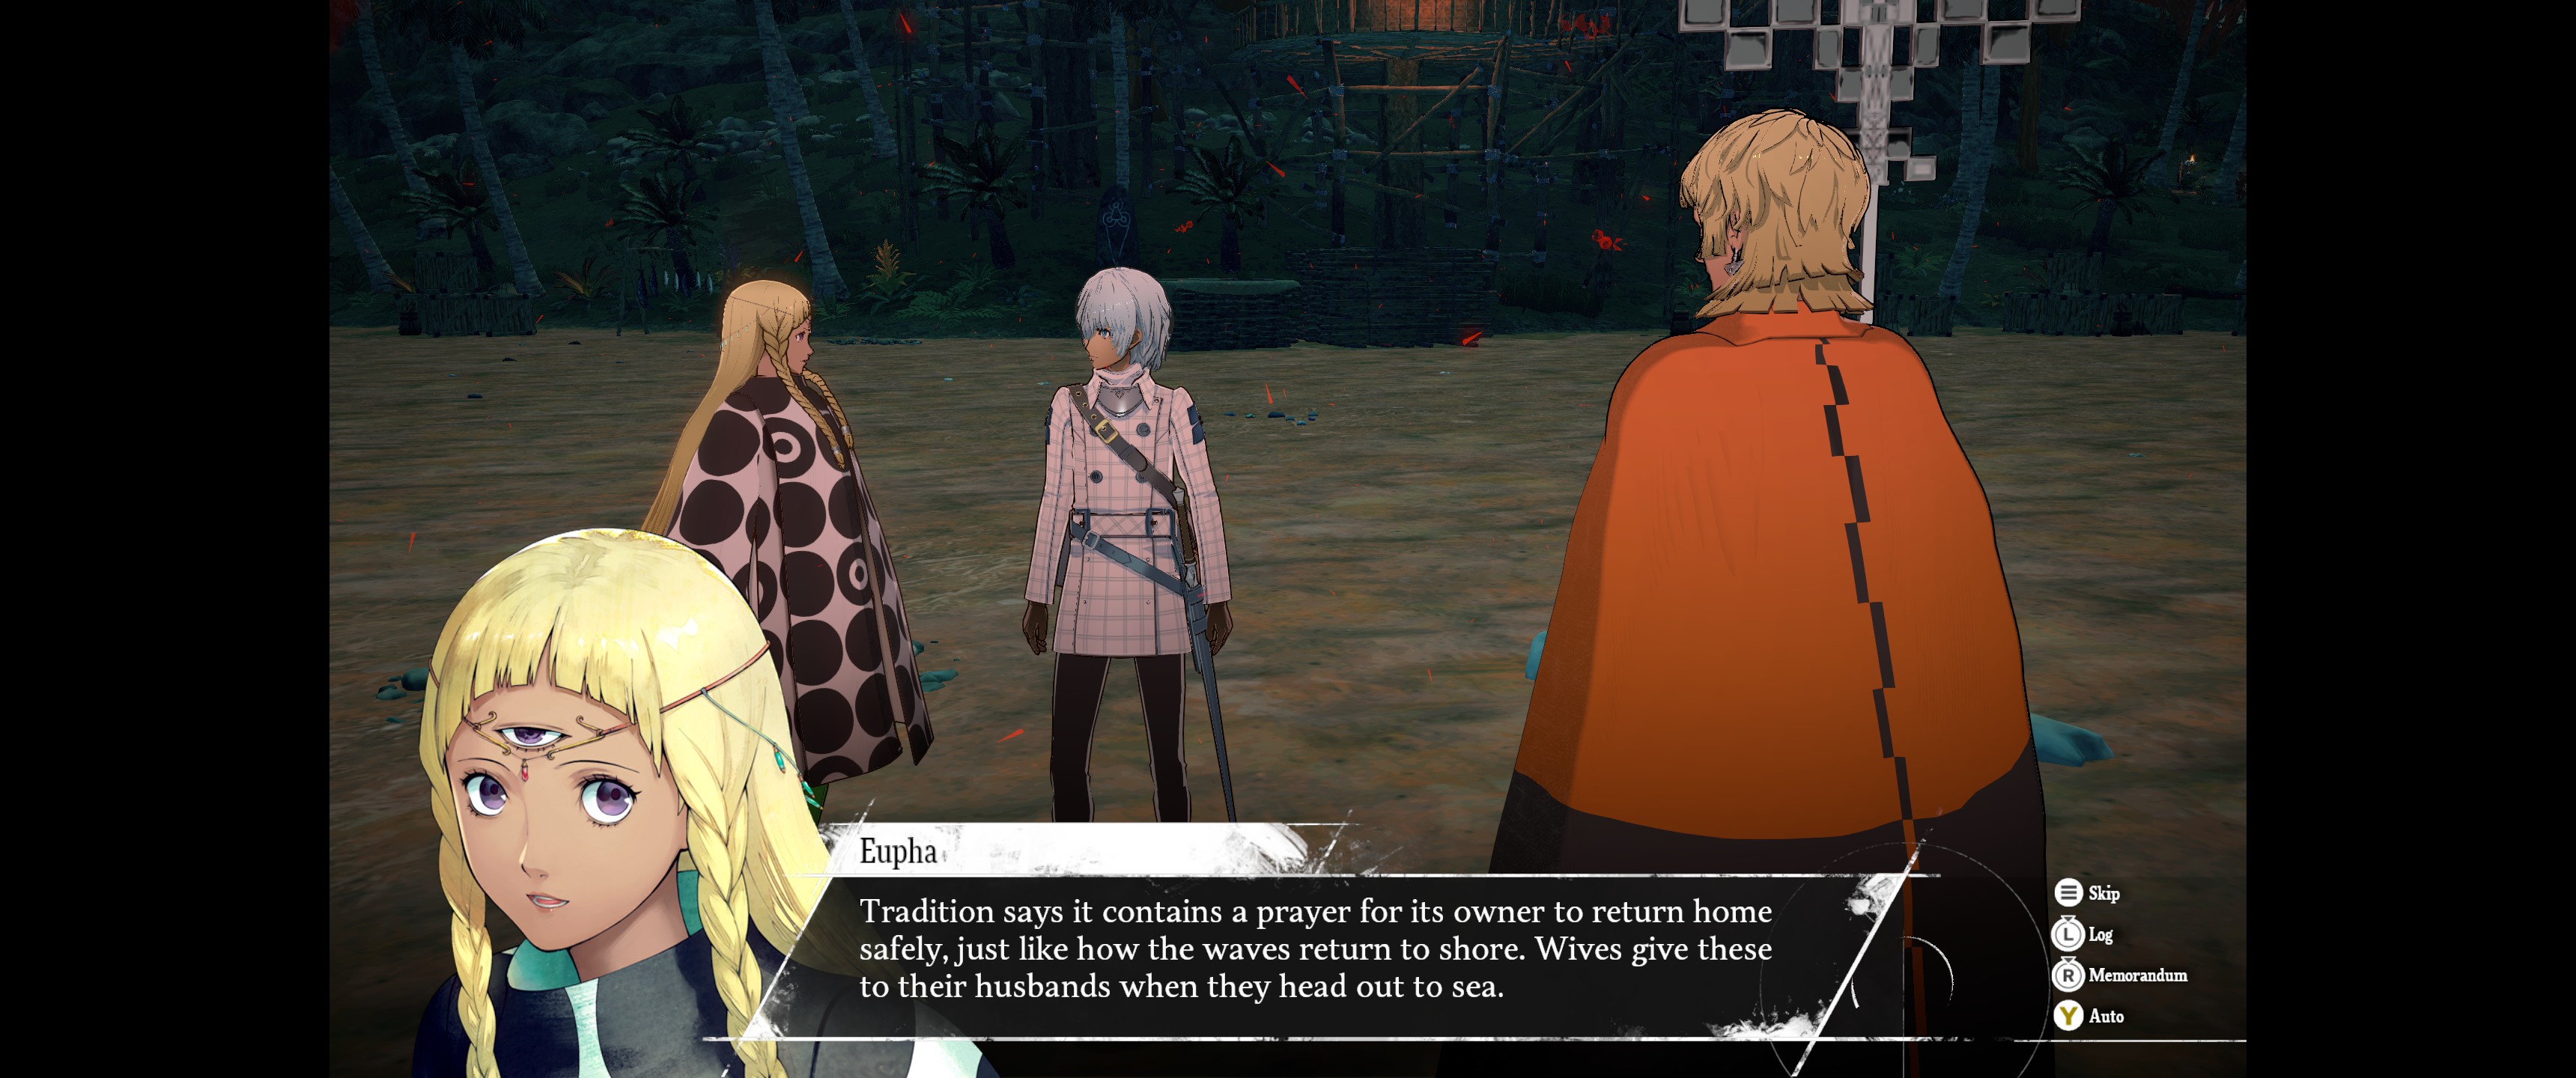 Eupha
Tradition says it contains a prayer for its owner to return home
safely, just like how the waves return to shore. Wives give these
to their husbands when they head out to sea.
Skip
L Log
R Memorandum
Y Auto